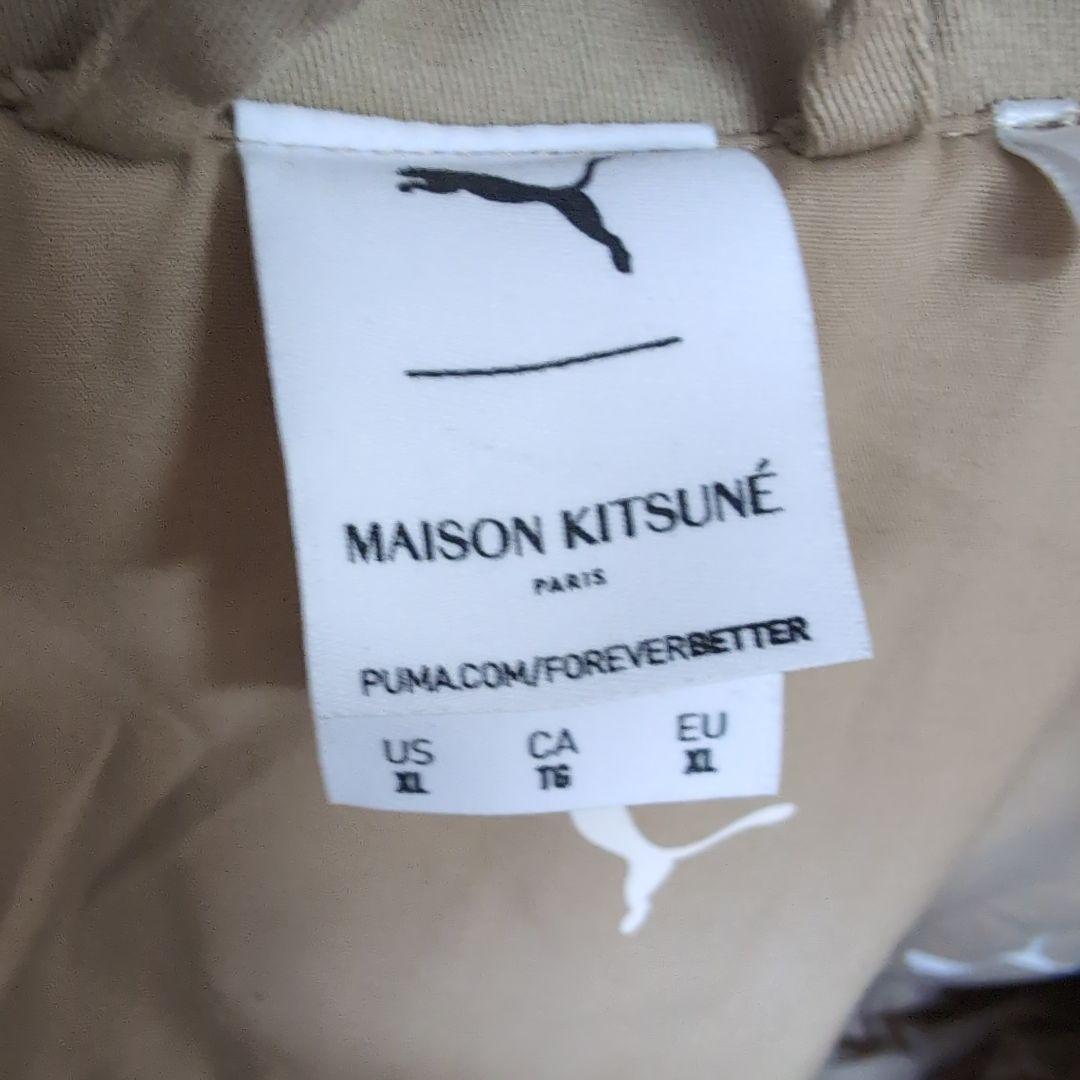 MAISON KITSUNÉ
PARIS
PUMA.COM/FOREVERBETTER
US CA EU
XL TG XL